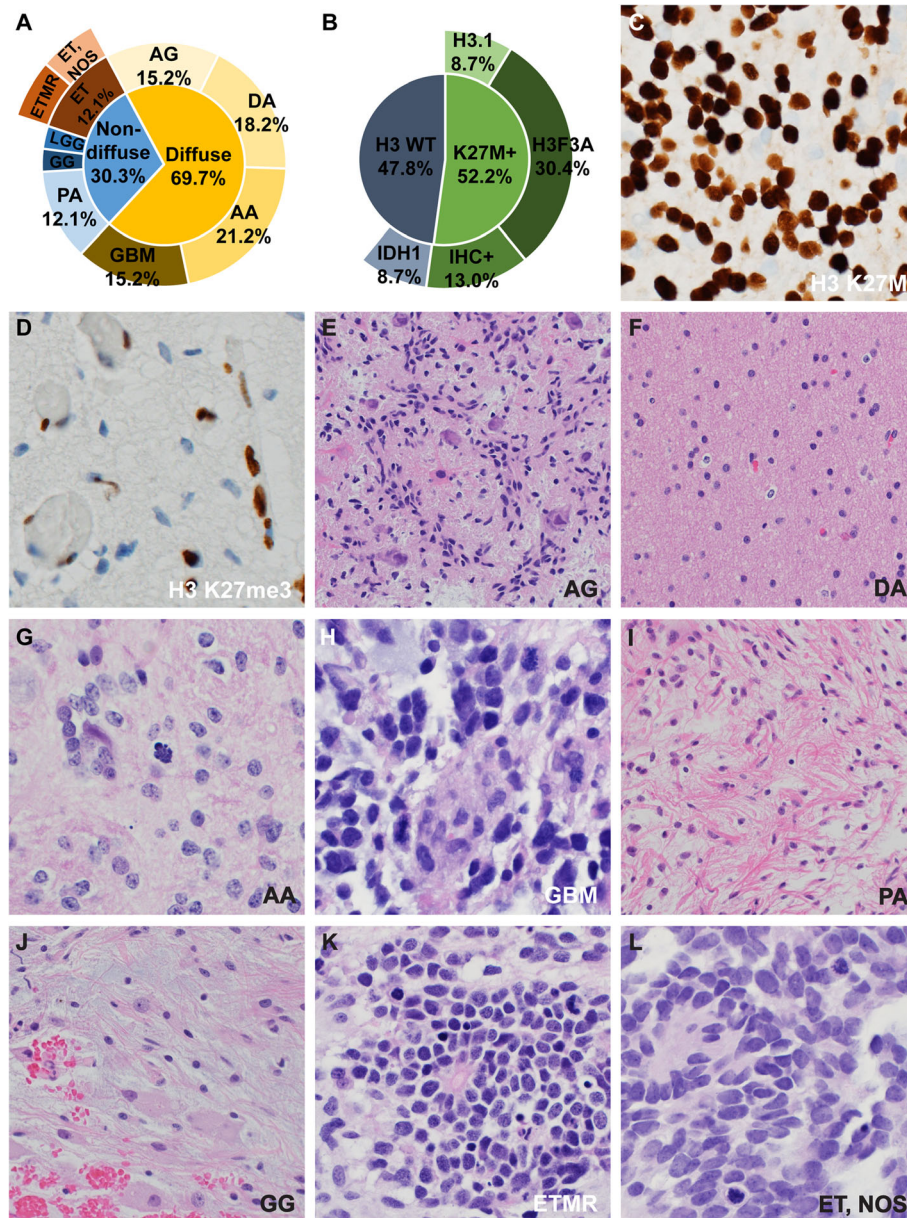 A
ET,
NOS
ETMR
ET
12.1%
AG
15.2%
DA
18.2%
LGG
GG
Non-
diffuse
30.3%
Diffuse
69.7%
PA
12.1%
AA
21.2%
GBM
15.2%
B
H3.1
8.7%
H3 WT
47.8%
K27M+
52.2%
H3F3A
30.4%
IDH1
8.7%
IHC+
13.0%
C
H3 K27M
D
H3 K27me3
E
AG
F
DA
G
AA
H
GBM
I
PA
J
GG
K
ETMR
L
ET, NOS